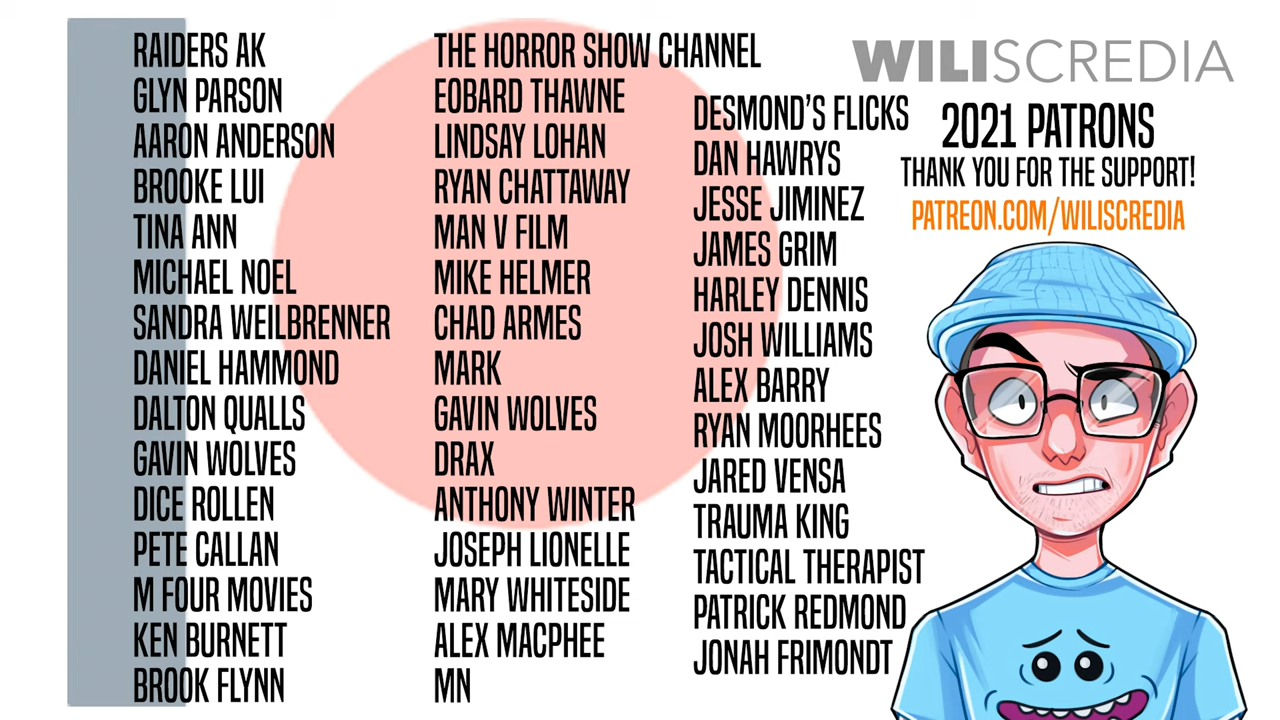 RAIDERS AK
GLYN PARSON
AARON ANDERSON
BROOKE LUI
TINA ANN
MICHAEL NOEL
SANDRA WEILBRENNER
DANIEL HAMMOND
DALTON QUALLS
GAVIN WOLVES
DICE ROLLEN
PETE CALLAN
M FOUR MOVIES
KEN BURNETT
BROOK FLYNN
THE HORROR SHOW CHANNEL
EOBARD THAWNE
LINDSAY LOHAN
RYAN CHATTAWAY
MAN V FILM
MIKE HELMER
CHAD ARMES
MARK
GAVIN WOLVES
DRAX
ANTHONY WINTER
JOSEPH LIONELLE
MARY WHITESIDE
ALEX MACPHEE
MN
DESMOND'S FLICKS
DAN HAWRYS
JESSE JIMINEZ
JAMES GRIM
HARLEY DENNIS
JOSH WILLIAMS
ALEX BARRY
RYAN MOORHEES
JARED VENSA
TRAUMA KING
TACTICAL THERAPIST
PATRICK REDMOND
JONAH FRIMONDT
WILISCREDIA
2021 PATRONS
THANK YOU FOR THE SUPPORT!
PATREON.COM/WILISCREDIA